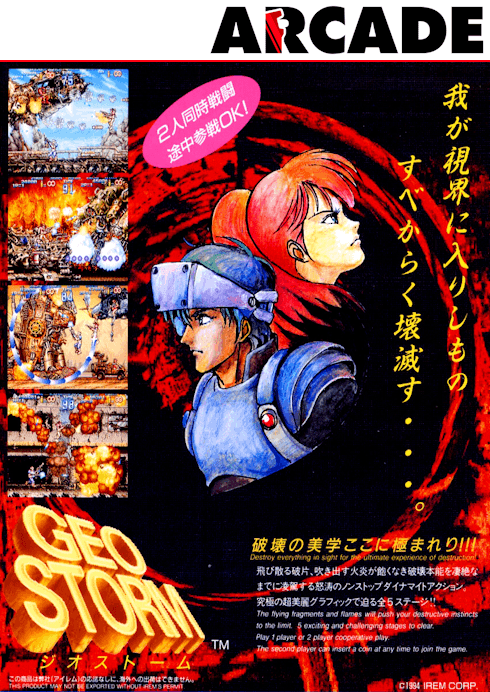 ARCADE
2人同時戦闘
途中参戦OK!
我が視界に入りしもの
すべからく壊滅す・・・。
GEO
STORM
TM
ジオストーム
破壊の美学ここに極まれり!!!
Destroy everything in sight for the ultimate experience of destruction!
飛び散る破片、吹き出す火炎が飽くなき破壊本能を凄絶な
までに凌駕する怒涛のノンストップダイナマイトアクション。
究極の超美麗グラフィックで迫る全5ステージ!!
The flying fragments and flames will push your destructive instincts
to the limit. 5 exciting and challenging stages to clear.
Play 1 player or 2 player cooperative play.
The second player can insert a coin at any time to join the game.
この商品は弊社(アイレム)の応諾なしに、海外への出荷はできません。
THIS PRODUCT MAY NOT BE EXPORTED WITHOUT IREM'S PERMIT
©1994 IREM CORP.